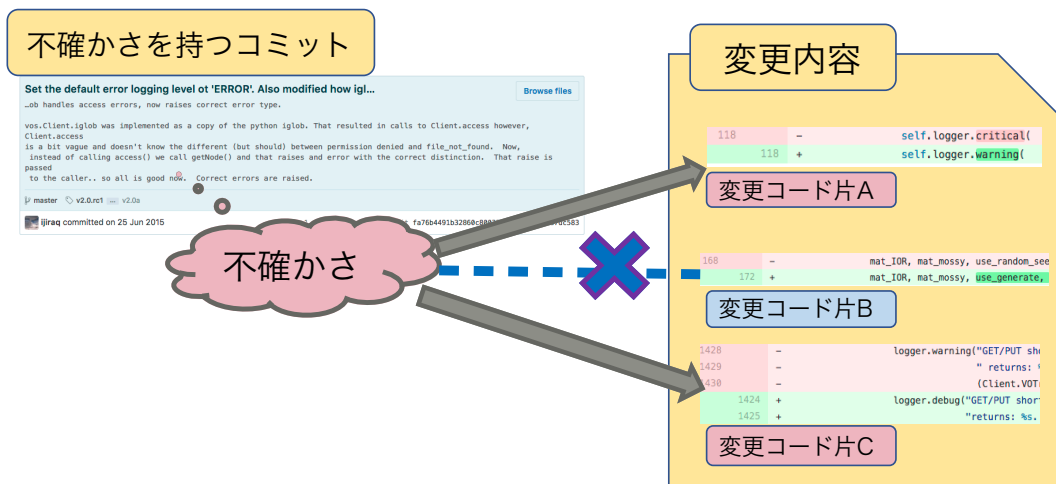 不確かさを持つコミット
Set the default error logging level ot 'ERROR'. Also modified how igl...
Browse files
…ob handles access errors, now raises correct error type.
vos.Client.iglob was implemented as a copy of the python iglob. That resulted in calls to Client.access however,
Client.access
is a bit vague and doesn't know the different (but should) between permission denied and file_not_found. Now,
instead of calling access() we call getNode() and that raises and error with the correct distinction. That raise is
passed
to the caller.. so all is good now. Correct errors are raised.
master v2.0.rc1 … v2.0a
ijiraq committed on 25 Jun 2015
fa76b4491b32860c800
c583
不確かさ
変更内容
118 - self.logger.critical(
118 + self.logger.warning(
変更コード片A
168 - mat_IOR, mat_mossy, use_random_see
172 + mat_IOR, mat_mossy, use_generate,
変更コード片B
1428 - logger.warning("GET/PUT sho
1429 - " returns:
1430 - (Client.VOT
1424 + logger.debug("GET/PUT short
1425 + "returns: %s.
変更コード片C